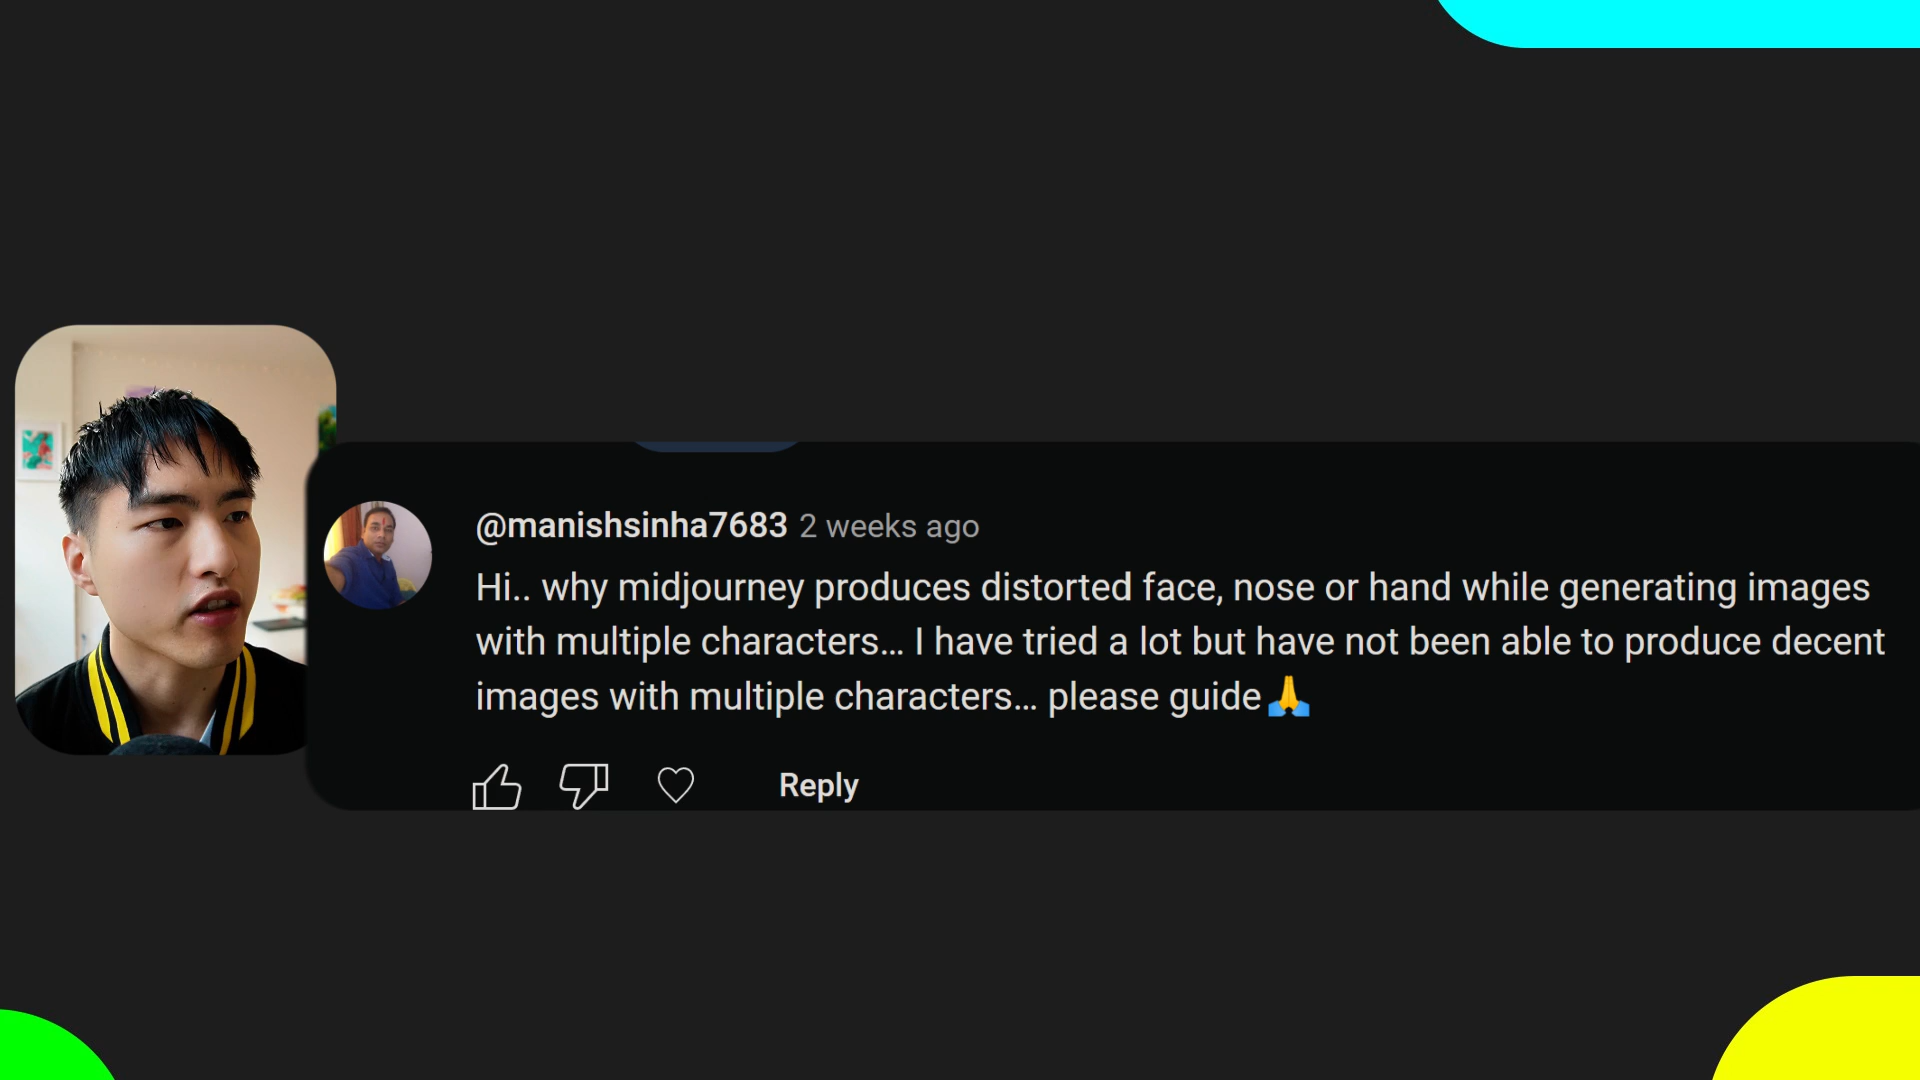 @manishsinha7683 2 weeks ago
Hi.. why midjourney produces distorted face, nose or hand while generating images
with multiple characters... I have tried a lot but have not been able to produce decent
images with multiple characters... please guide🙏
Reply